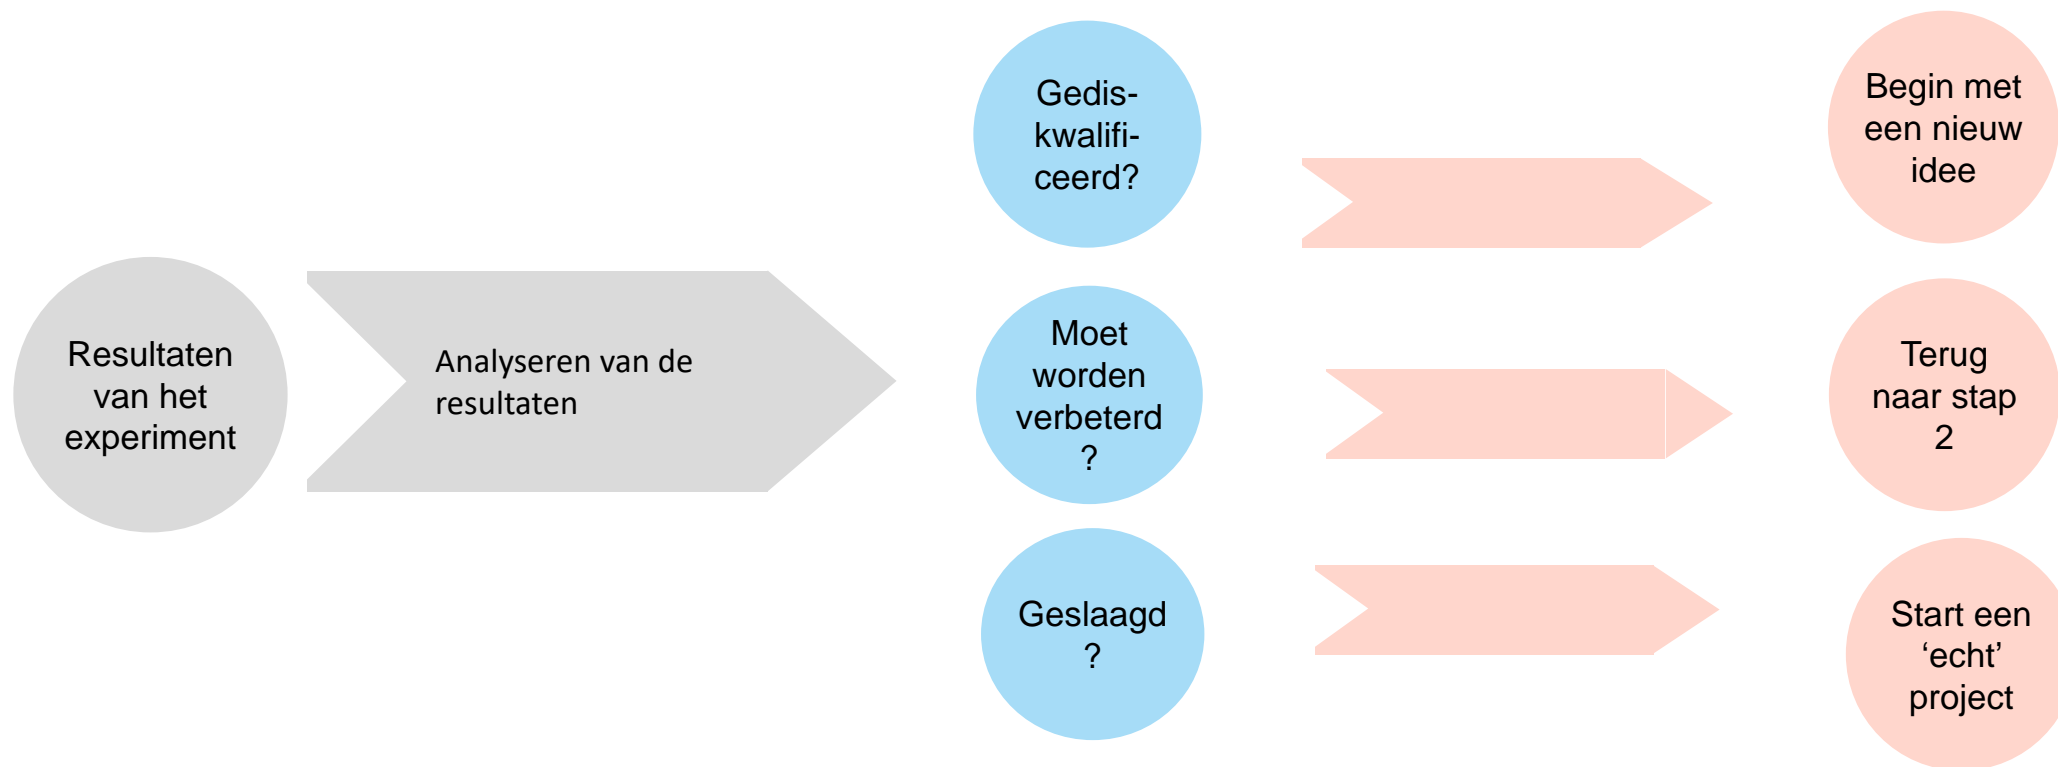 Resultaten
van het
experiment
Analyseren van de
resultaten
Gedis-
kwalifi-
ceerd?
Moet
worden
verbeterd
?
Geslaagd
?
Begin met
een nieuw
idee
Terug
naar stap
2
Start een
‘echt’
project